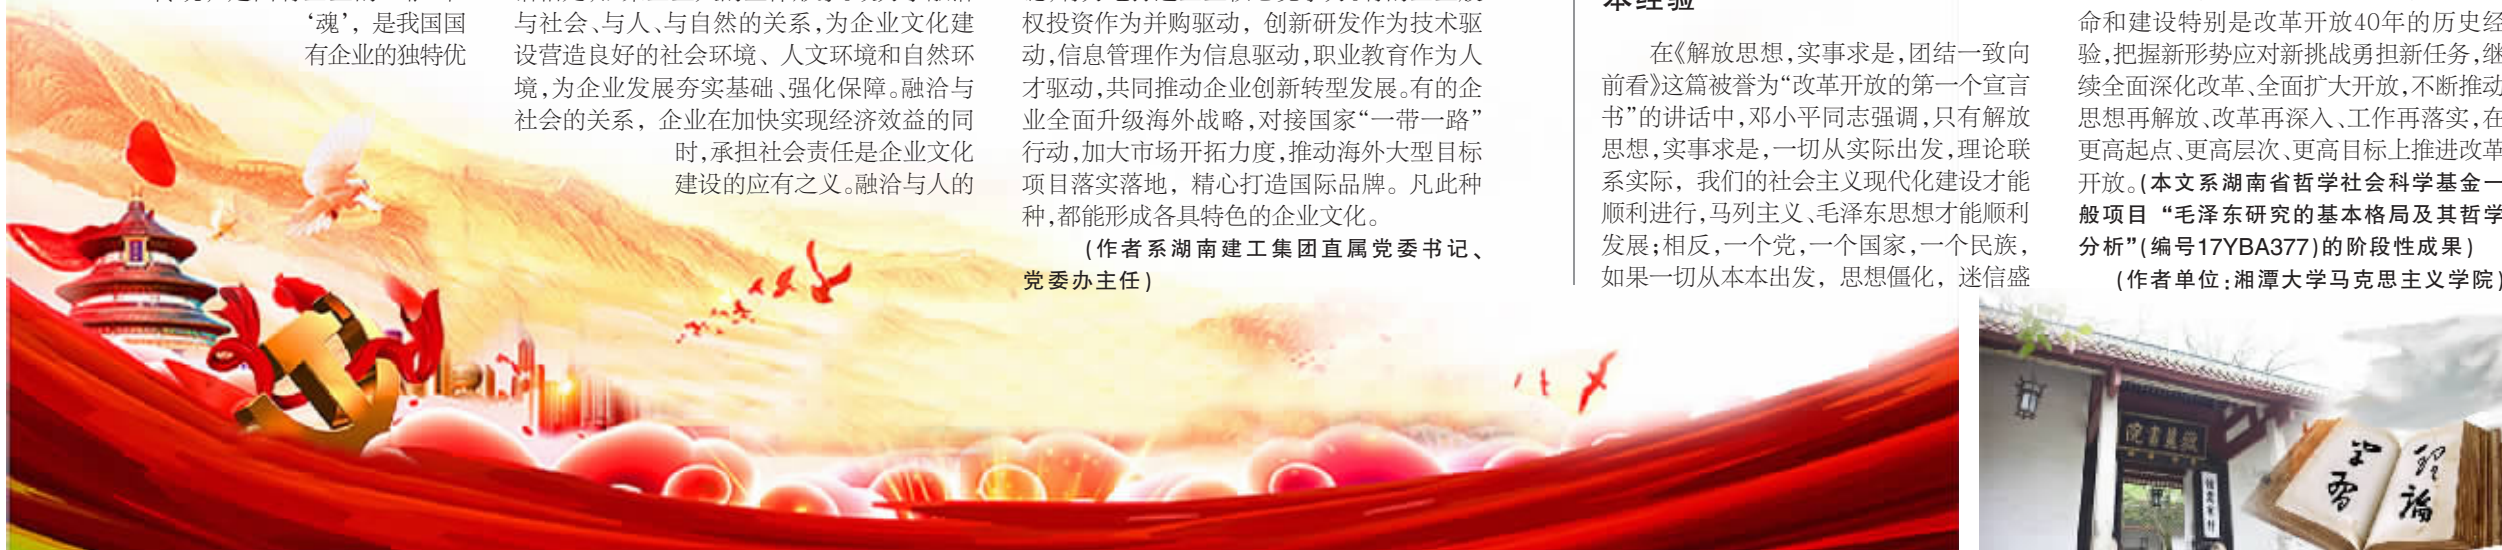 ‘魂’，是我国国
有企业的独特优
与社会、与人、与自然的关系，为企业文化建
设营造良好的社会环境、人文环境和自然环
境，为企业发展夯实基础、强化保障。融洽与
社会的关系，企业在加快实现经济效益的同
时，承担社会责任是企业文化
建设的应有之义。融洽与人的
权投资作为并购驱动，创新研发作为技术驱
动，信息管理作为信息驱动，职业教育作为人
才驱动，共同推动企业创新转型发展。有的企
业全面升级海外战略，对接国家“一带一路”
行动，加大市场开拓力度，推动海外大型目标
项目落实落地，精心打造国际品牌。凡此种
种，都能形成各具特色的企业文化。
(作者系湖南建工集团直属党委书记、
党委办主任)
本经验
在《解放思想，实事求是，团结一致向
前看》这篇被誉为“改革开放的第一个宣言
书”的讲话中，邓小平同志强调，只有解放
思想，实事求是，一切从实际出发，理论联
系实际，我们的社会主义现代化建设才能
顺利进行，马列主义、毛泽东思想才能顺利
发展；相反，一个党，一个国家，一个民族，
如果一切从本本出发，思想僵化，迷信盛
命和建设特别是改革开放40年的历史经
验，把握新形势应对新挑战勇担新任务，继
续全面深化改革、全面扩大开放，不断推动
思想再解放、改革再深入、工作再落实，在
更高起点、更高层次、更高目标上推进改革
开放。(本文系湖南省哲学社会科学基金一
般项目“毛泽东研究的基本格局及其哲学
分析”(编号17YBA377)的阶段性成果)
(作者单位：湘潭大学马克思主义学院)